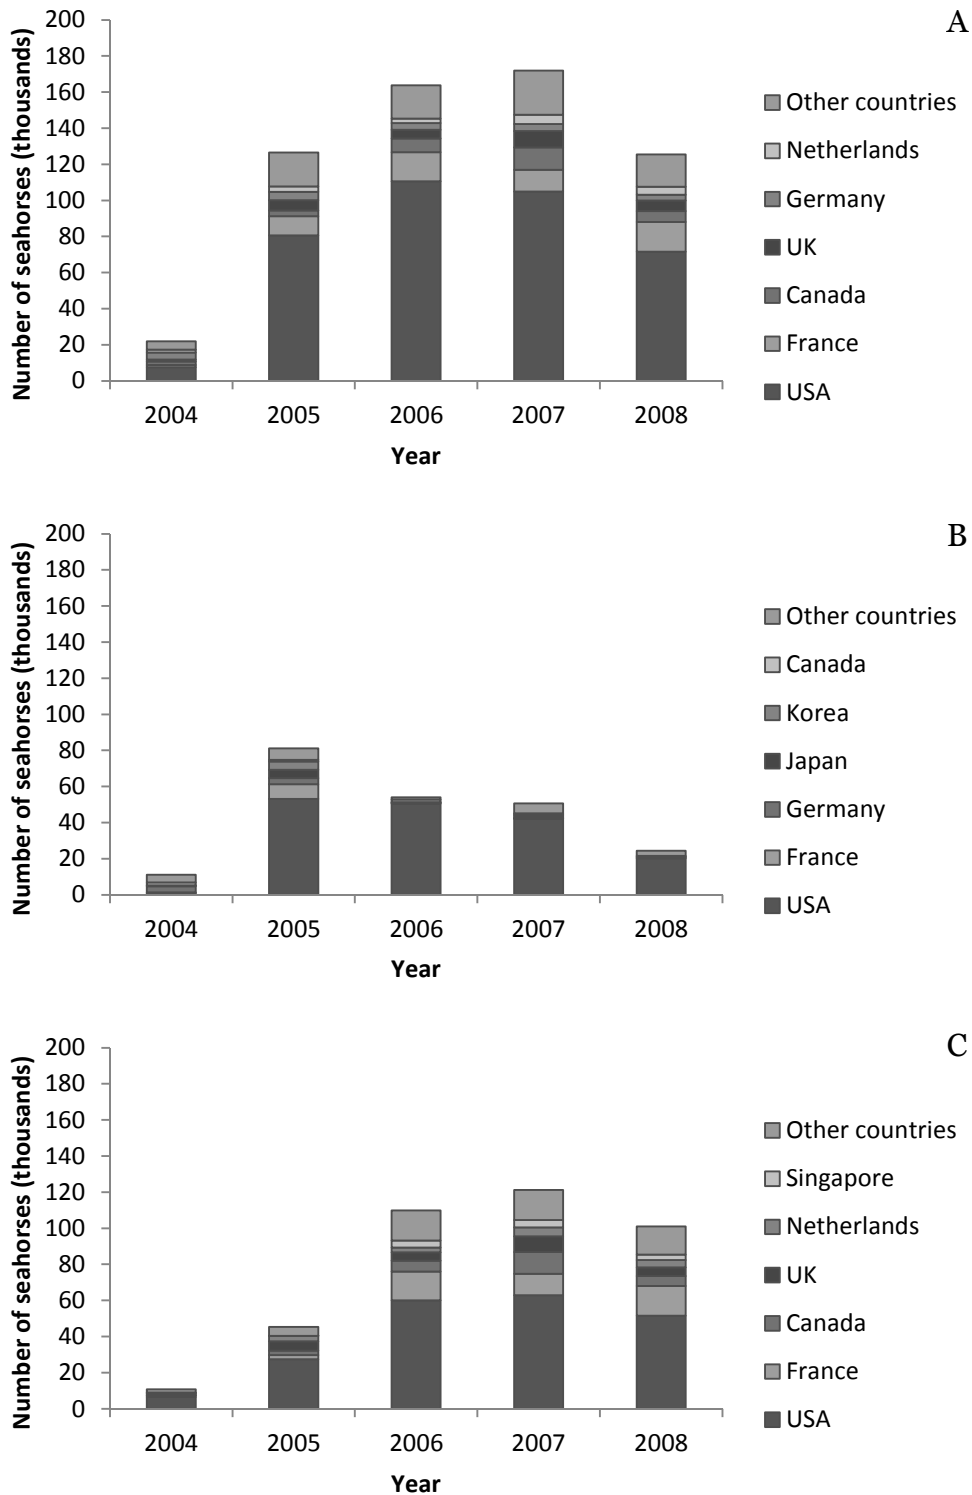 A
Number of seahorses (thousands)
200
180
160
140
120
100
80
60
40
20
0
2004 2005 2006 2007 2008
Year
Other countries
Netherlands
Germany
UK
Canada
France
USA
B
Number of seahorses (thousands)
200
180
160
140
120
100
80
60
40
20
0
2004 2005 2006 2007 2008
Year
Other countries
Canada
Korea
Japan
Germany
France
USA
C
Number of seahorses (thousands)
200
180
160
140
120
100
80
60
40
20
0
2004 2005 2006 2007 2008
Year
Other countries
Singapore
Netherlands
UK
Canada
France
USA